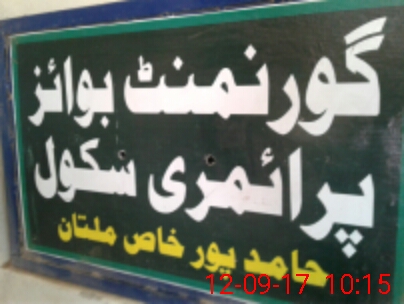 گورنمنٹ بوائز
پرائمری سکول
حامد پور خاص ملتان
12-09-17 10:15